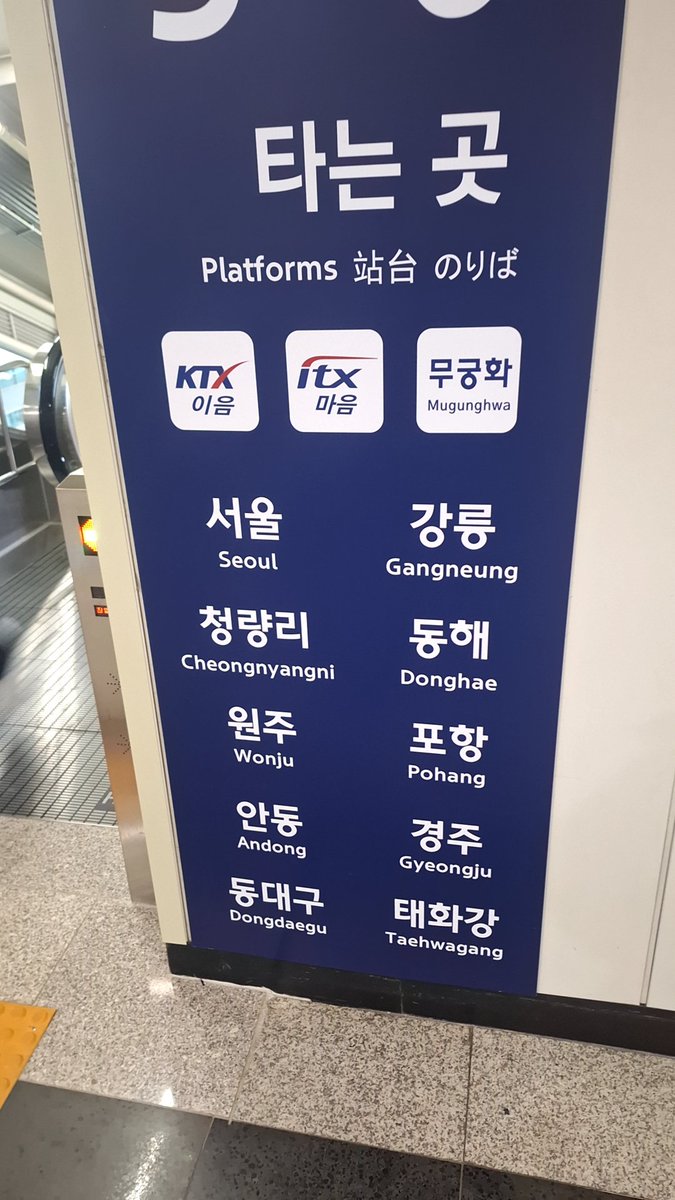 타는 곳
Platforms 站台 のりば
KTX 이음
itx 마음
무궁화 Mugunghwa
서울 강릉
Seoul Gangneung
청량리 동해
Cheongnyangni Donghae
원주 포항
Wonju Pohang
안동 경주
Andong Gyeongju
동대구 태화강
Dongdaegu Taehwagang